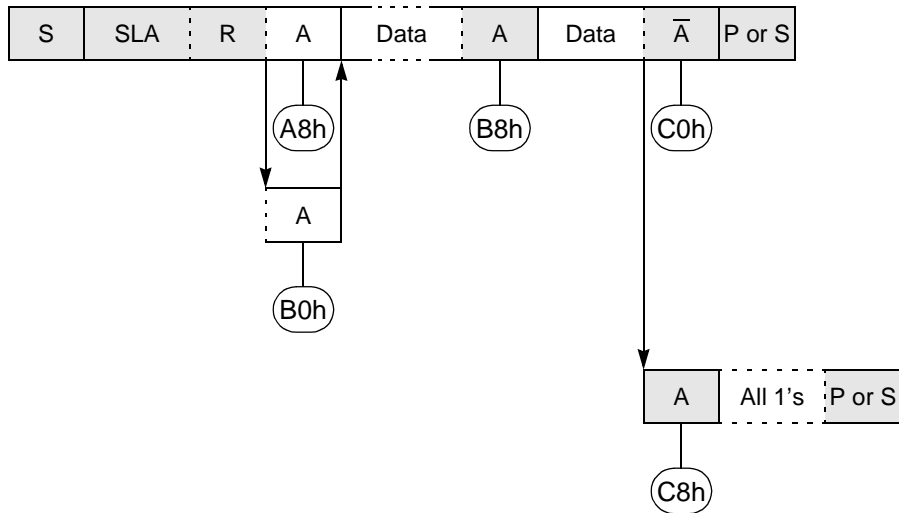 S SLA R A Data A Data A̅ P or S
A8h B8h C0h
A
B0h
A All 1's P or S
C8h